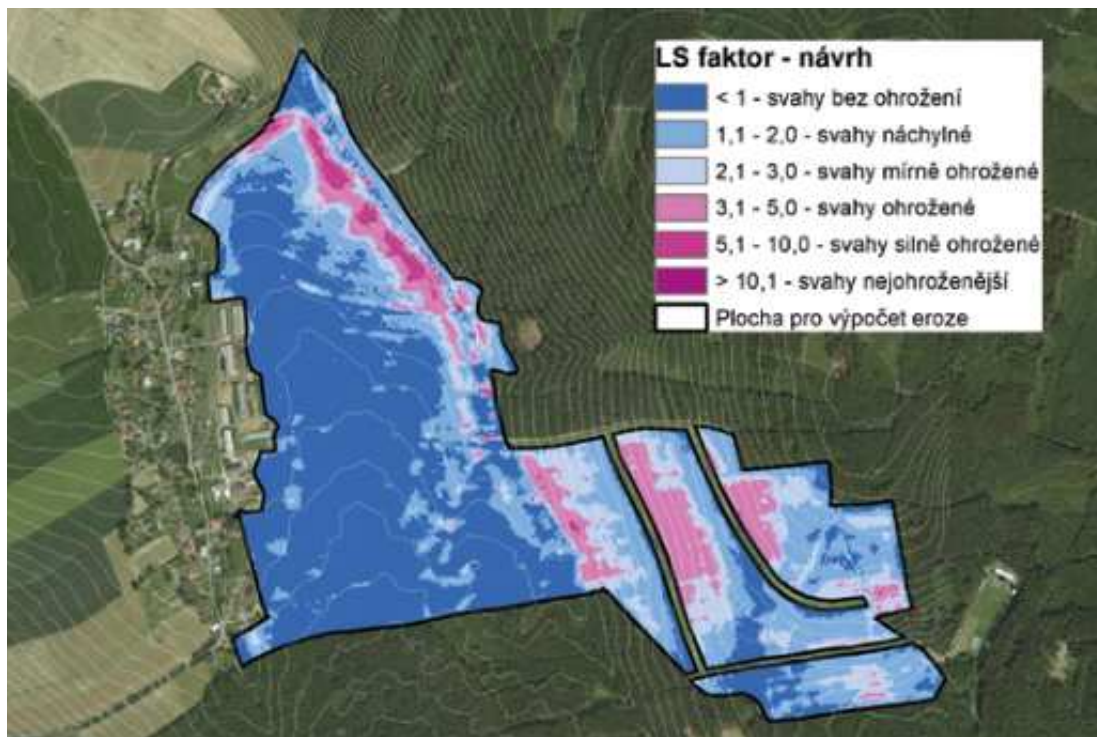 LS faktor - návrh
< 1 - svahy bez ohrožení
1,1 - 2,0 - svahy náchylné
2,1 - 3,0 - svahy mírně ohrožené
3,1 - 5,0 - svahy ohrožené
5,1 - 10,0 - svahy silně ohrožené
> 10,1 - svahy nejohroženější
Plocha pro výpočet eroze